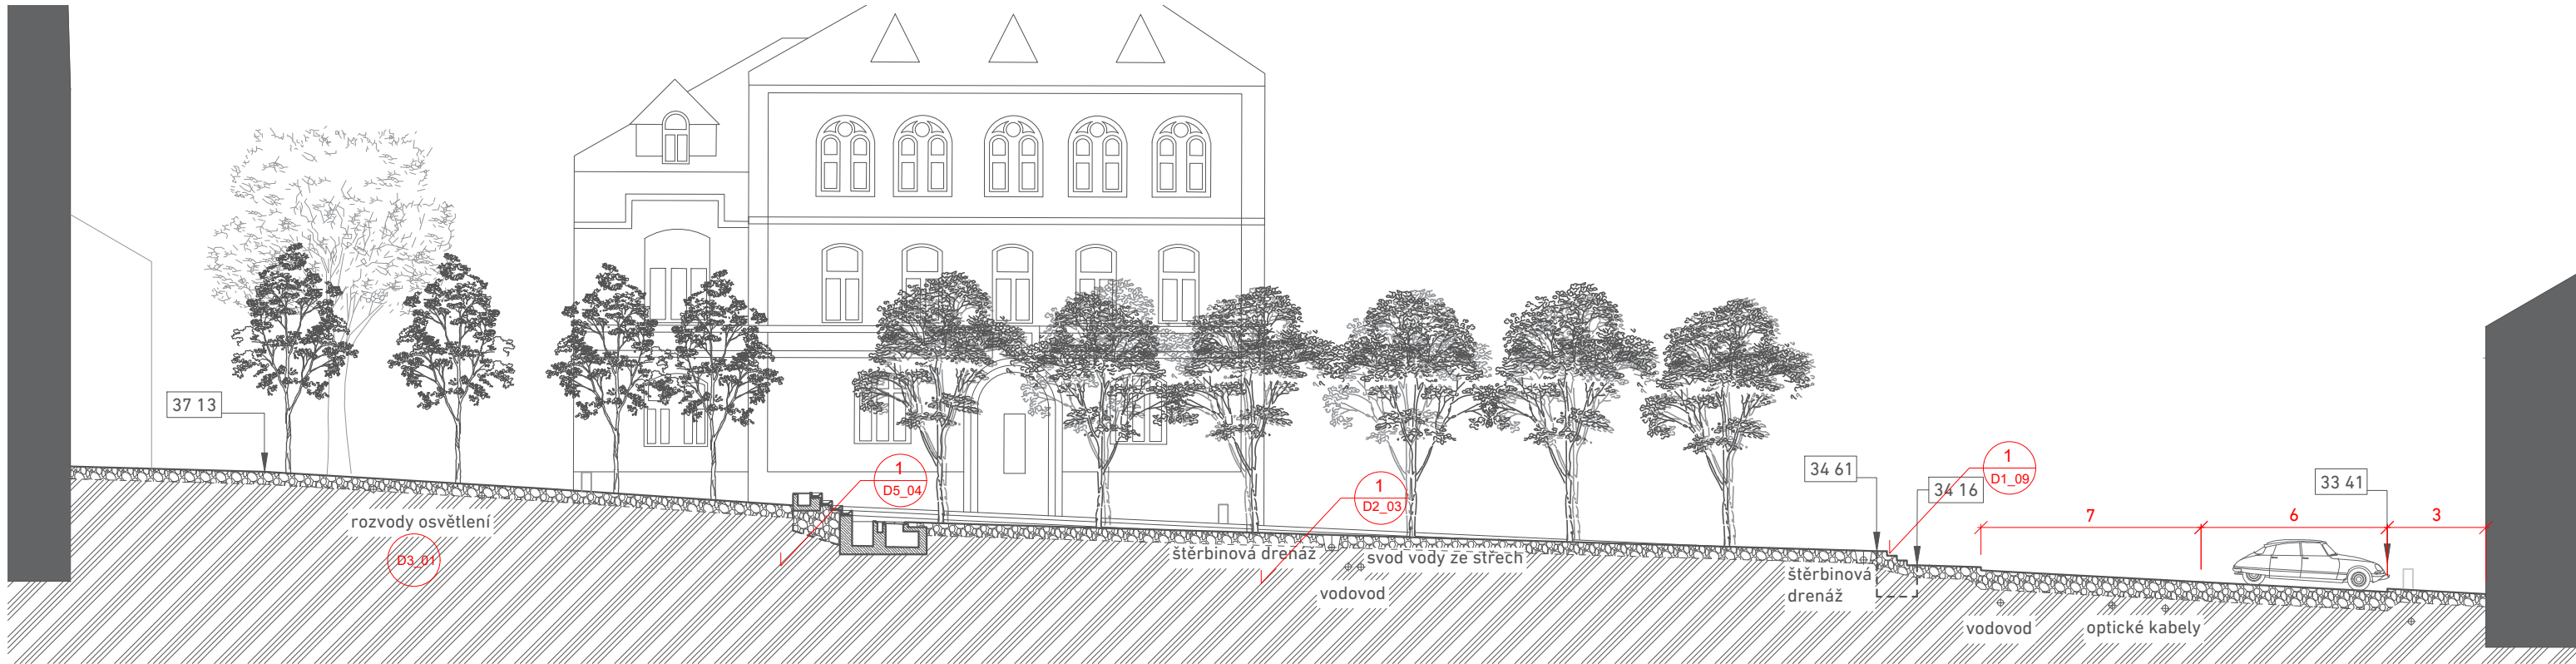 37 13
rozvody osvětlení
D3_01
1
D5_04
1
D2_03
štěrbinová drenáž
svod vody ze střech
vodovod
34 61
34 16
1
D1_09
štěrbinová
drenáž
33 41
7
6
3
vodovod
optické kabely